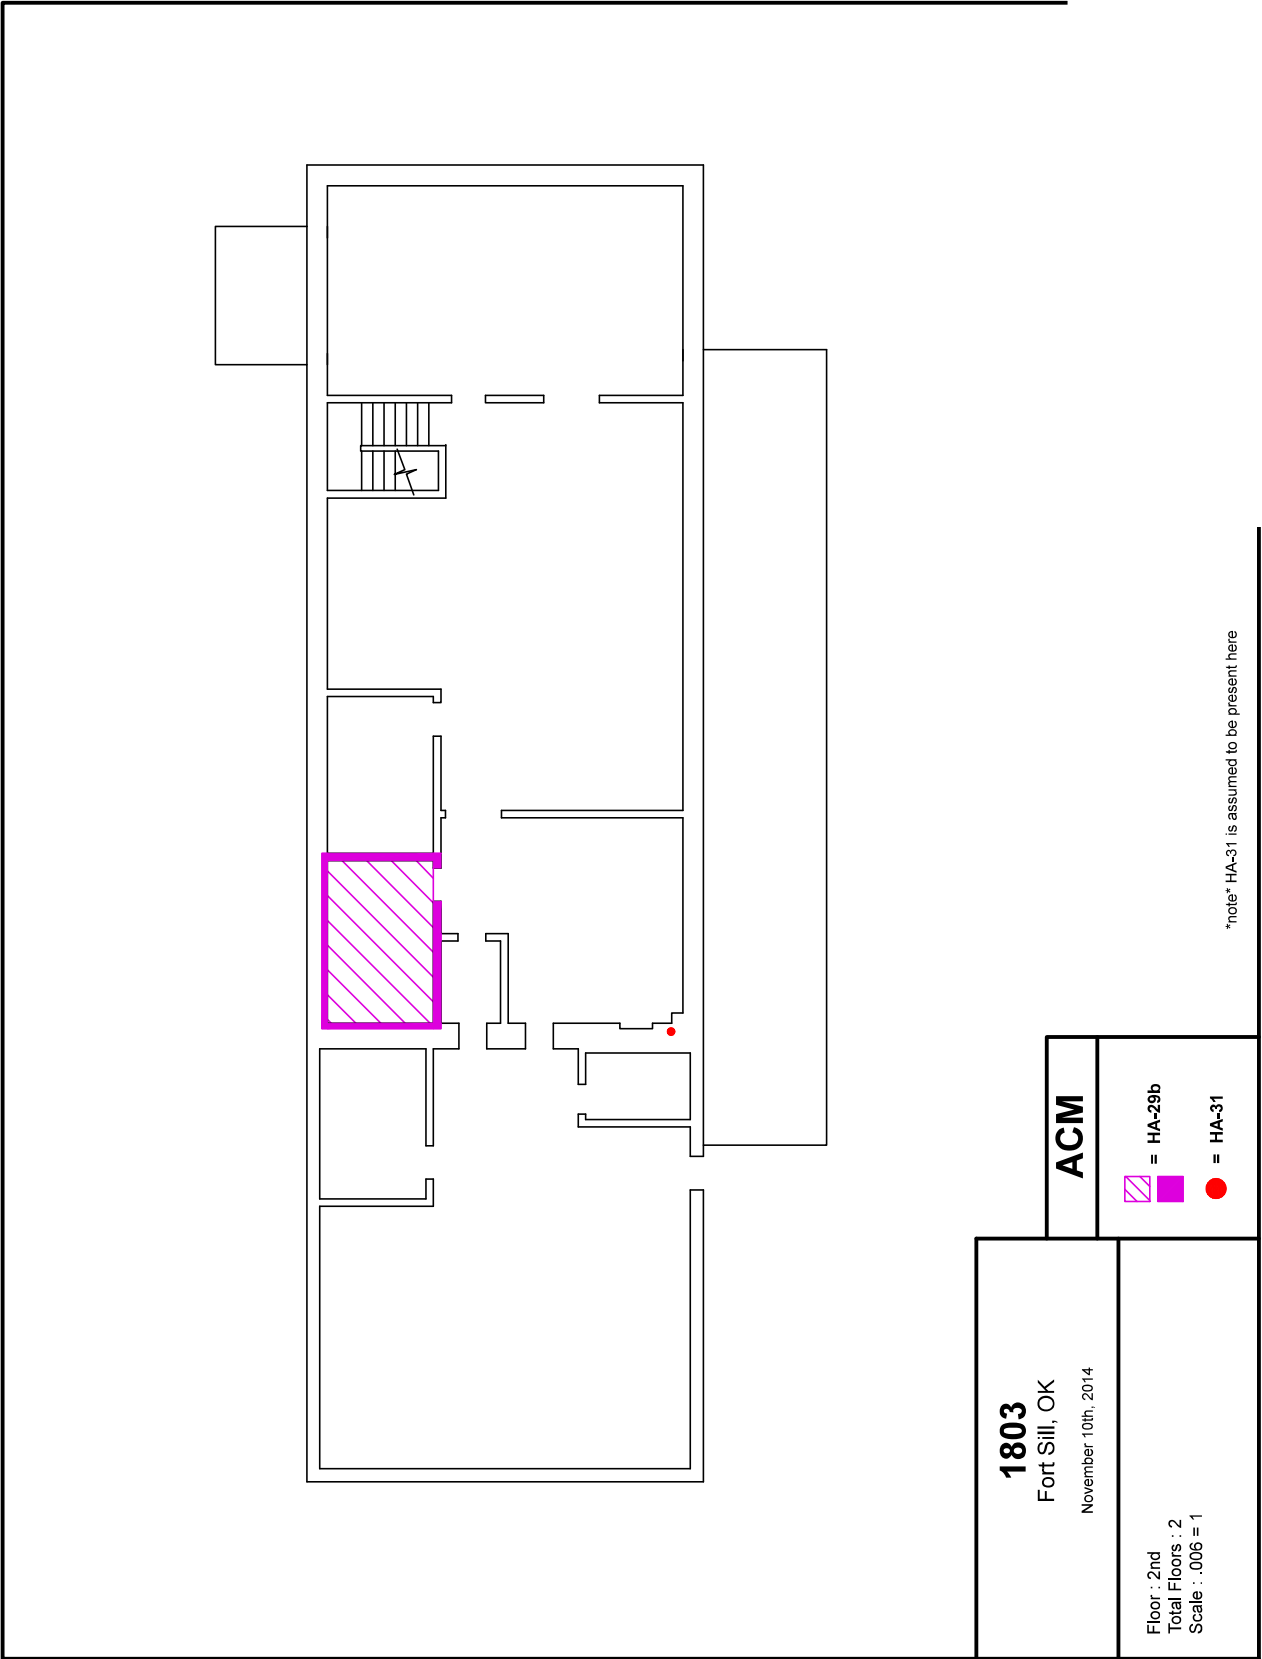 1803
Fort Sill, OK
November 10th, 2014
Floor : 2nd
Total Floors : 2
Scale : .006 = 1
ACM
= HA-29b
= HA-31
*note* HA-31 is assumed to be present here